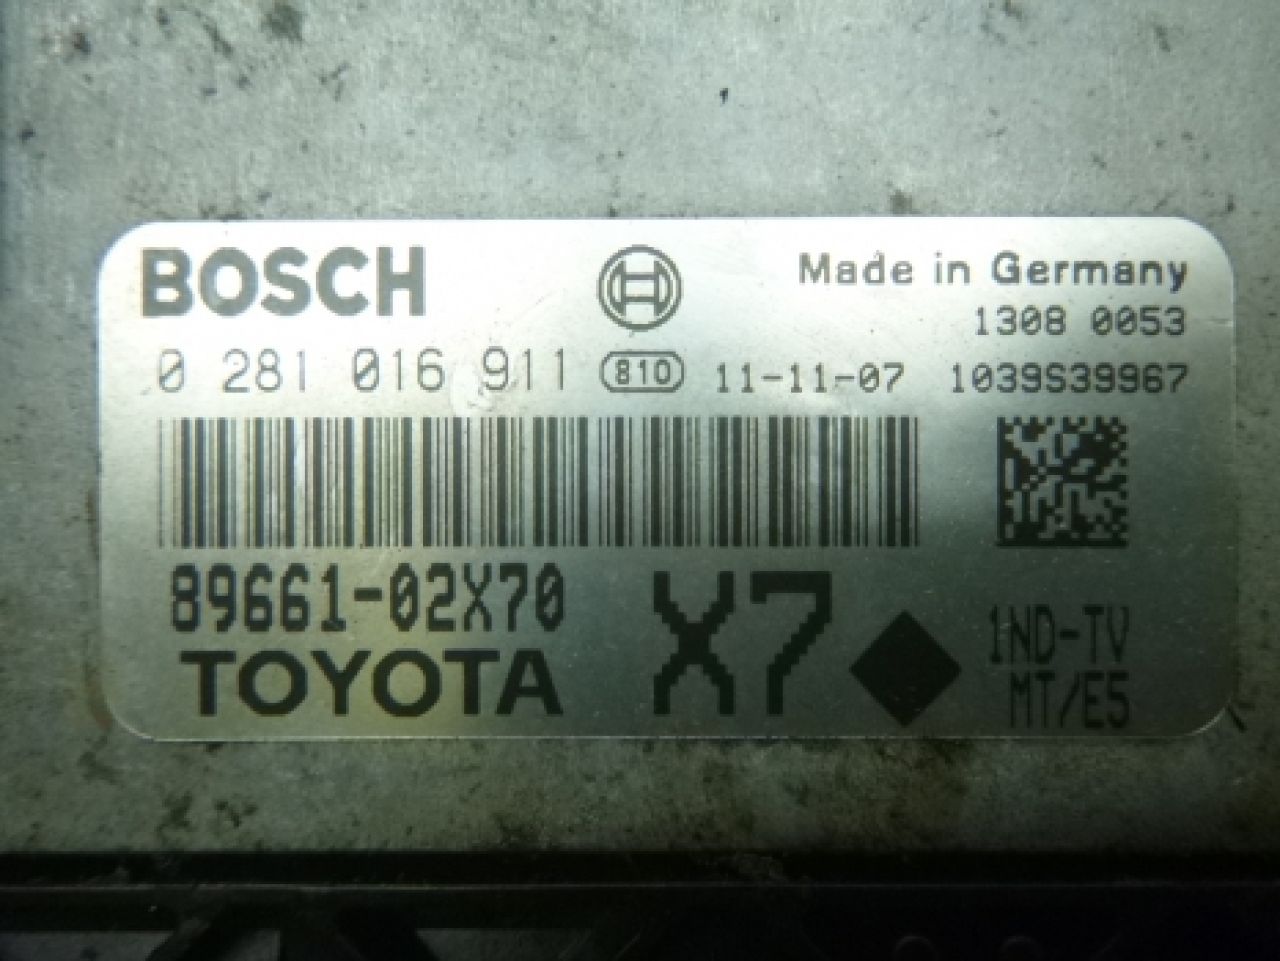 BOSCH
Made in Germany
1308 0053
0 281 016 911 810 11-11-07 1039S39967
89661-02X70
TOYOTA
X7
1ND-TV
MT/E5